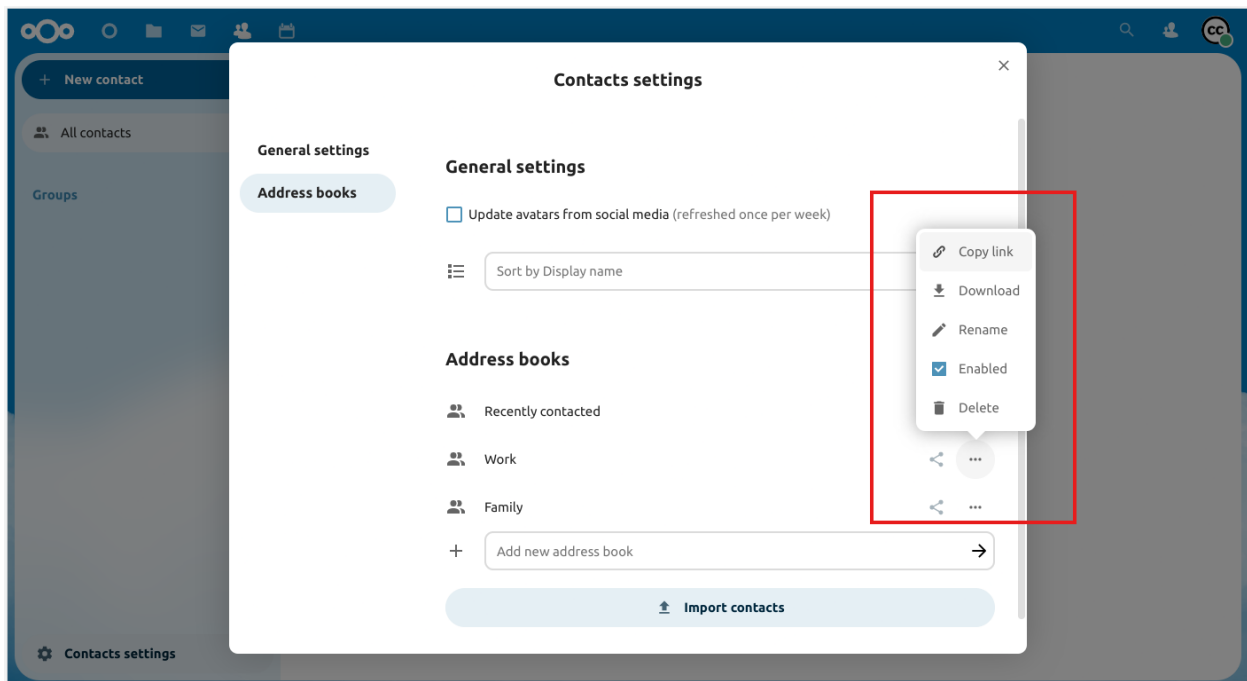 CC
New contact
All contacts
Groups
Contacts settings
Contacts settings
General settings
Address books
General settings
Update avatars from social media (refreshed once per week)
Sort by Display name
Address books
Recently contacted
Work
Family
Add new address book
Import contacts
Copy link
Download
Rename
Enabled
Delete